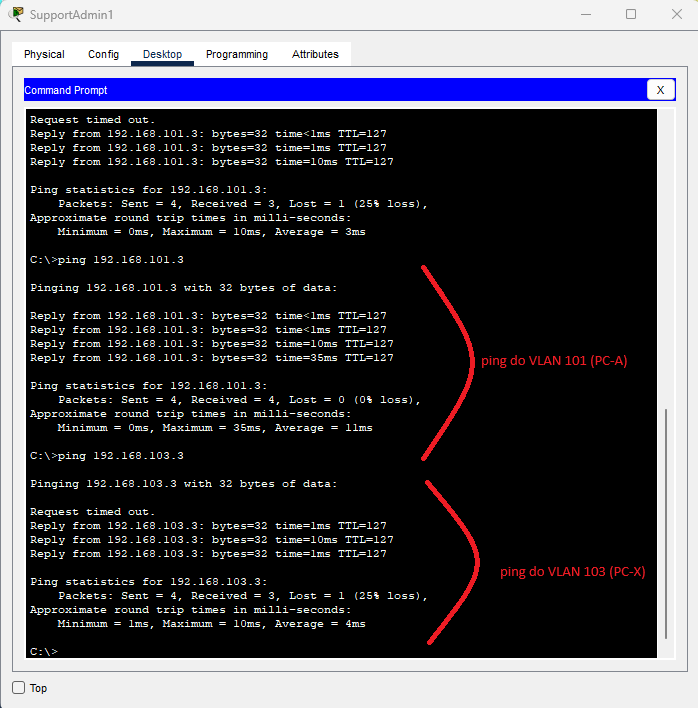 SupportAdmin1
Physical Config Desktop Programming Attributes
Command Prompt X
Request timed out.
Reply from 192.168.101.3: bytes=32 time<1ms TTL=127
Reply from 192.168.101.3: bytes=32 time=1ms TTL=127
Reply from 192.168.101.3: bytes=32 time=10ms TTL=127
Ping statistics for 192.168.101.3:
Packets: Sent = 4, Received = 3, Lost = 1 (25% loss),
Approximate round trip times in milli-seconds:
Minimum = 0ms, Maximum = 10ms, Average = 3ms
C:\>ping 192.168.101.3
Pinging 192.168.101.3 with 32 bytes of data:
Reply from 192.168.101.3: bytes=32 time<1ms TTL=127
Reply from 192.168.101.3: bytes=32 time<1ms TTL=127
Reply from 192.168.101.3: bytes=32 time=10ms TTL=127
Reply from 192.168.101.3: bytes=32 time=35ms TTL=127
ping do VLAN 101 (PC-A)
Ping statistics for 192.168.101.3:
Packets: Sent = 4, Received = 4, Lost = 0 (0% loss),
Approximate round trip times in milli-seconds:
Minimum = 0ms, Maximum = 35ms, Average = 11ms
C:\>ping 192.168.103.3
Pinging 192.168.103.3 with 32 bytes of data:
Request timed out.
Reply from 192.168.103.3: bytes=32 time=1ms TTL=127
Reply from 192.168.103.3: bytes=32 time=10ms TTL=127
Reply from 192.168.103.3: bytes=32 time=1ms TTL=127
ping do VLAN 103 (PC-X)
Ping statistics for 192.168.103.3:
Packets: Sent = 4, Received = 3, Lost = 1 (25% loss),
Approximate round trip times in milli-seconds:
Minimum = 1ms, Maximum = 10ms, Average = 4ms
C:\>
Top